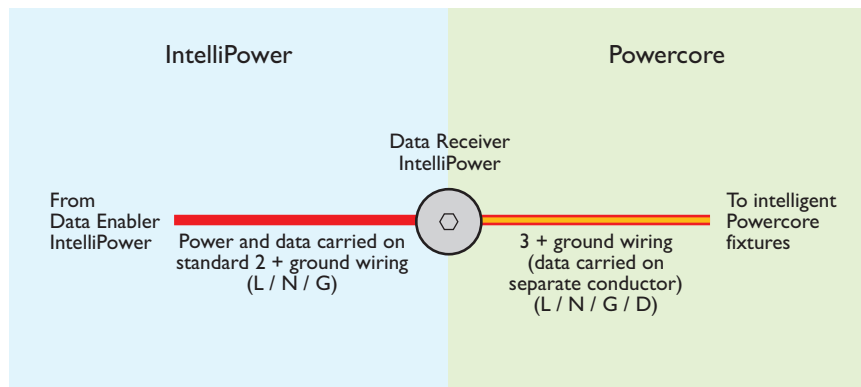 IntelliPower
Powercore
Data Receiver
IntelliPower
From
Data Enabler
IntelliPower
Power and data carried on
standard 2 + ground wiring
(L / N / G)
3 + ground wiring
(data carried on
separate conductor)
(L / N / G / D)
To intelligent
Powercore
fixtures